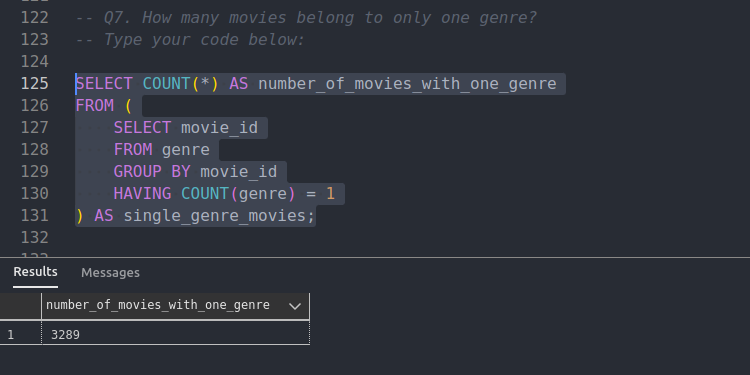 122 -- Q7. How many movies belong to only one genre?
123 -- Type your code below:
124
125 SELECT COUNT(*) AS number_of_movies_with_one_genre
126 FROM (
127 SELECT movie_id
128 FROM genre
129 GROUP BY movie_id
130 HAVING COUNT(genre) = 1
131 ) AS single_genre_movies;
132
Results Messages
number_of_movies_with_one_genre
1 3289